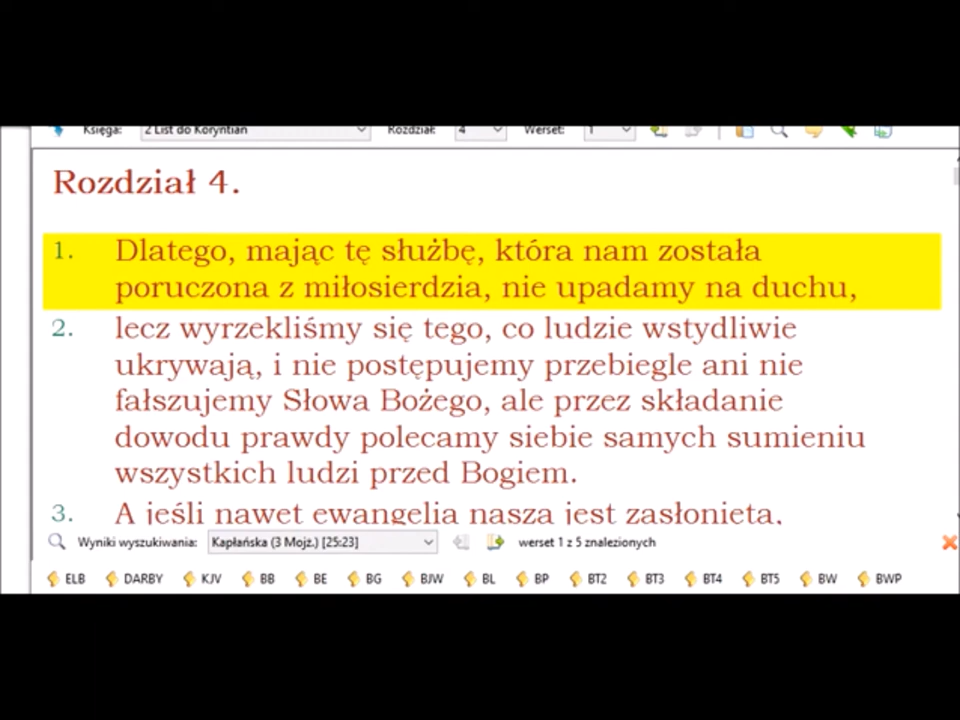 Księga: 2 List do Koryntian Rozdział: 4 Werset: 1
Rozdział 4.
1. Dlatego, mając tę służbę, która nam została
poruczona z miłosierdzia, nie upadamy na duchu,
2. lecz wyrzekliśmy się tego, co ludzie wstydliwie
ukrywają, i nie postępujemy przebiegle ani nie
fałszujemy Słowa Bożego, ale przez składanie
dowodu prawdy polecamy siebie samych sumieniu
wszystkich ludzi przed Bogiem.
3. A jeśli nawet ewangelia nasza jest zasłonięta,
Wyniki wyszukiwania: Kapłańska (3 Mojż.) [25:23] werset 1 z 5 znalezionych
ELB DARBY KJV BB BE BG BJW BL BP BT2 BT3 BT4 BT5 BW BWP